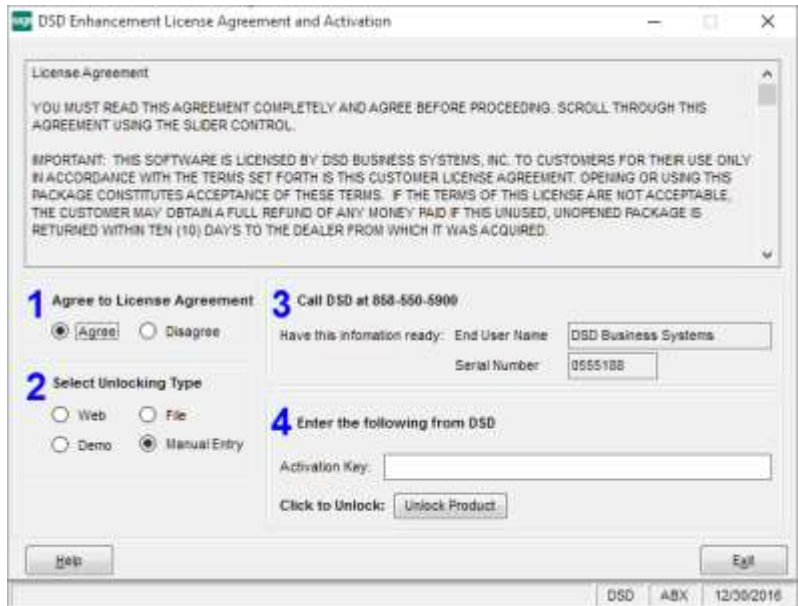 sage DSD Enhancement License Agreement and Activation
License Agreement
YOU MUST READ THIS AGREEMENT COMPLETELY AND AGREE BEFORE PROCEEDING. SCROLL THROUGH THIS
AGREEMENT USING THE SLIDER CONTROL.
IMPORTANT: THIS SOFTWARE IS LICENSED BY DSD BUSINESS SYSTEMS, INC. TO CUSTOMERS FOR THEIR USE ONLY
IN ACCORDANCE WITH THE TERMS SET FORTH IS THIS CUSTOMER LICENSE AGREEMENT. OPENING OR USING THIS
PACKAGE CONSTITUTES ACCEPTANCE OF THESE TERMS. IF THE TERMS OF THIS LICENSE ARE NOT ACCEPTABLE,
THE CUSTOMER MAY OBTAIN A FULL REFUND OF ANY MONEY PAID IF THIS UNUSED, UNOPENED PACKAGE IS
RETURNED WITHIN TEN (10) DAYS TO THE DEALER FROM WHICH IT WAS ACQUIRED.
1 Agree to License Agreement
Agree Disagree
2 Select Unlocking Type
Web File
Demo Manual Entry
3 Call DSD at 858-550-5900
Have this infomation ready: End User Name DSD Business Systems
Serial Number 0555188
4 Enter the following from DSD
Activation Key:
Click to Unlock: Unlock Product
Help Exit
DSD ABX 12/30/2016